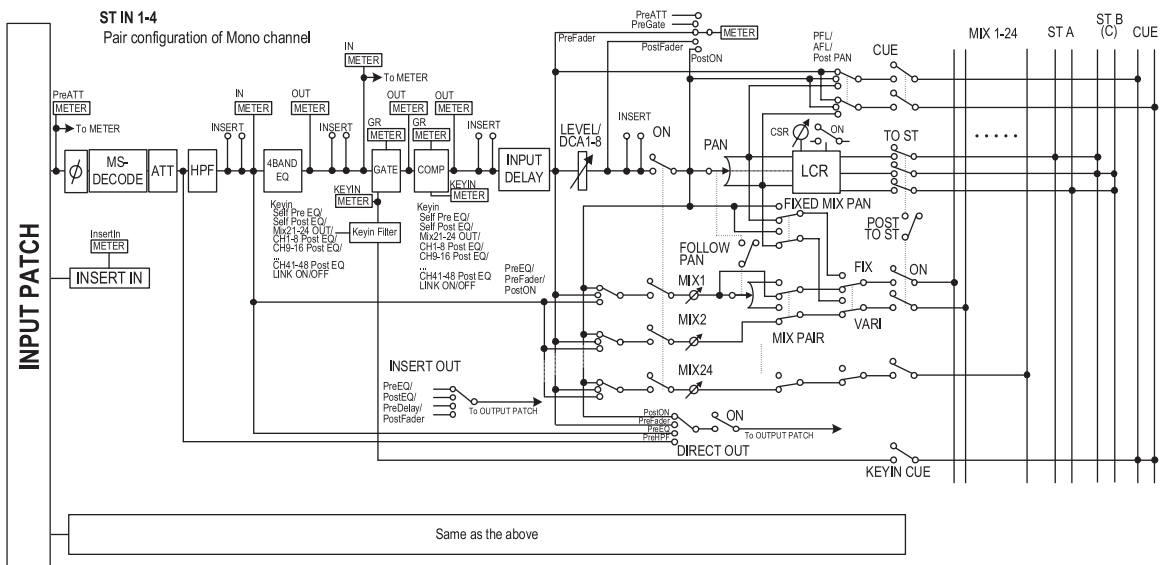 ST IN 1-4
Pair configuration of Mono channel
INPUT PATCH
PreATT
METER
To METER
ø
MS-
DECODE
ATT
HPF
INSERT
IN
METER
4BAND
EQ
OUT
METER
INSERT
IN
METER
To METER
OUT
METER
GR
METER
GATE
KEYIN
METER
Keyin Filter
OUT
METER
GR
METER
COMP
KEYIN
METER
INSERT
INPUT
DELAY
Keyin
Self Pre EQ/
Self Post EQ/
Mix21-24 OUT/
CH1-8 Post EQ/
CH9-16 Post EQ/
...
CH41-48 Post EQ
LINK ON/OFF
Keyin
Self Pre EQ/
Self Post EQ/
Mix21-24 OUT/
CH1-8 Post EQ/
CH9-16 Post EQ/
...
CH41-48 Post EQ
LINK ON/OFF
InsertIn
METER
INSERT IN
PreATT
PreGate
PreFader
METER
PostFader
PostON
LEVEL/
DCA1-8
INSERT
ON
PAN
PFL/
AFL/
Post PAN
CUE
CSR
ON
LCR
TO ST
FIXED MIX PAN
POST
TO ST
FOLLOW
PAN
PreEQ/
PreFader/
PostON
MIX1
MIX2
MIX24
MIX PAIR
FIX
VARI
ON
INSERT OUT
PreEQ/
PostEQ/
PreDelay/
PostFader
To OUTPUT PATCH
PostON
PreFader
PreEQ
PreHPF
ON
To OUTPUT PATCH
DIRECT OUT
KEYIN CUE
MIX 1-24
.....
ST A
ST B
(C)
CUE
Same as the above